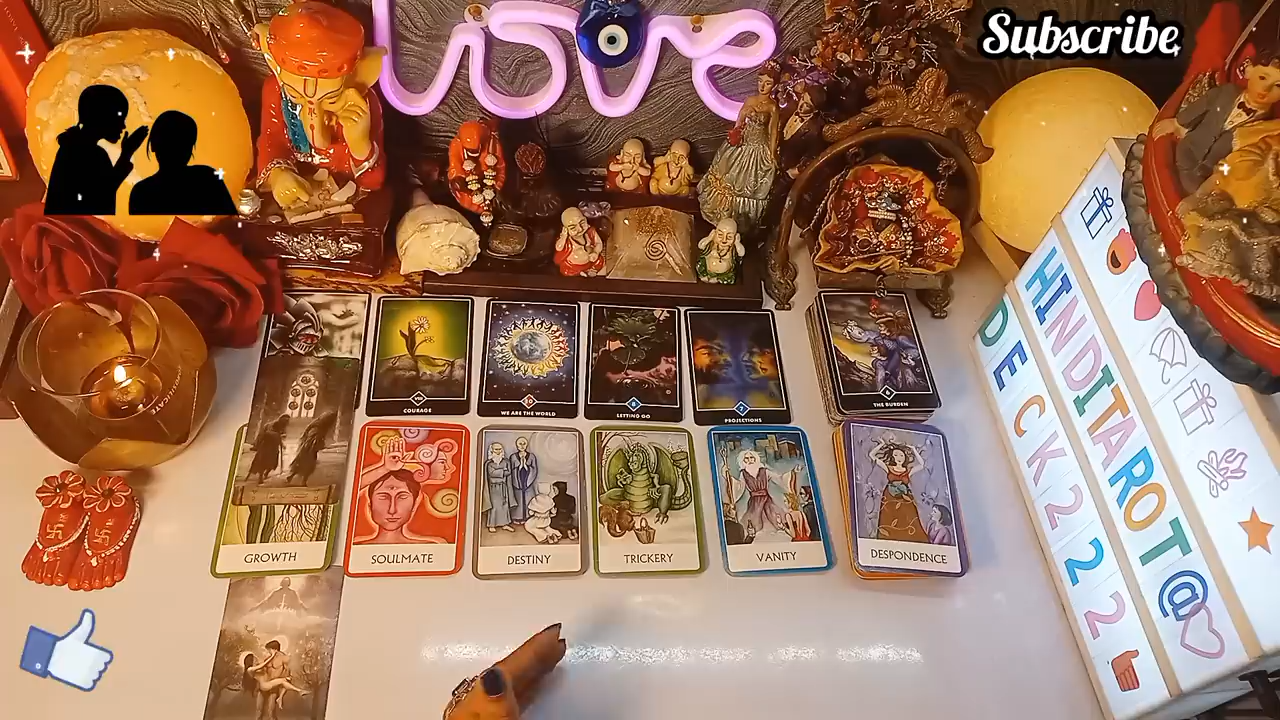 love
Subscribe
COURAGE
WE ARE THE WORLD
LETTING GO
PROJECTIONS
THE BURDEN
GROWTH
SOULMATE
DESTINY
TRICKERY
VANITY
DESPONDENCE
HINDITAROT@
DECK222